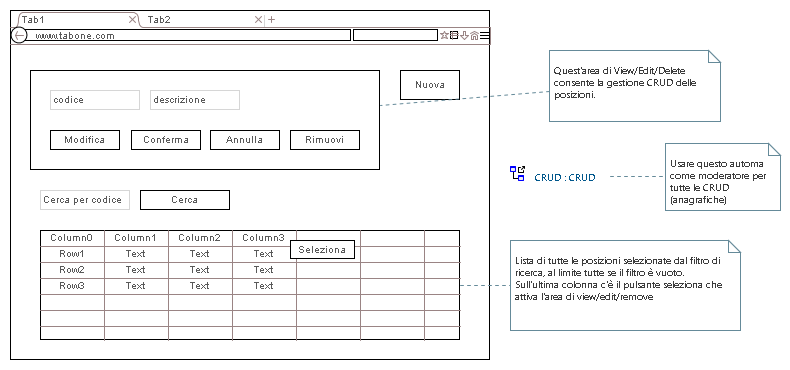 Tab1 Tab2
www.tabone.com
codice descrizione
Modifica Conferma Annulla Rimuovi
Nuova
Cerca per codice Cerca
Column0 Column1 Column2 Column3
Seleziona
Row1 Text Text Text
Row2 Text Text Text
Row3 Text Text Text
Quest'area di View/Edit/Delete
consente la gestione CRUD delle
posizioni.
CRUD : CRUD
Usare questo automa
come moderatore per
tutte le CRUD
(anagrafiche)
Lista di tutte le posizioni selezionate dal filtro di
ricerca, al limite tutte se il filtro è vuoto.
Sull'ultima colonna c'è il pulsante seleziona che
attiva l'area di view/edit/remove